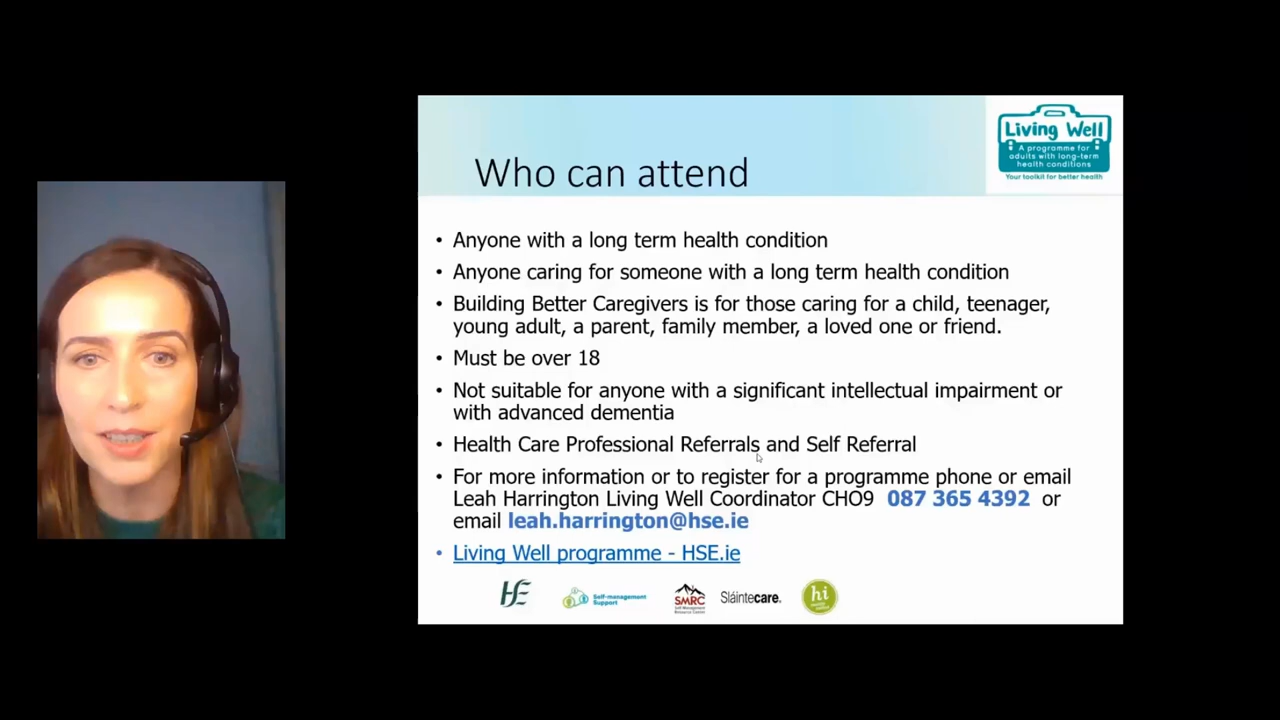 Living Well
A programme for
adults with long-term
health conditions
Your toolkit for better health
Who can attend
• Anyone with a long term health condition
• Anyone caring for someone with a long term health condition
• Building Better Caregivers is for those caring for a child, teenager,
young adult, a parent, family member, a loved one or friend.
• Must be over 18
• Not suitable for anyone with a significant intellectual impairment or
with advanced dementia
• Health Care Professional Referrals and Self Referral
• For more information or to register for a programme phone or email
Leah Harrington Living Well Coordinator CHO9 087 365 4392 or
email leah.harrington@hse.ie
• Living Well programme - HSE.ie
Self-management
Support
SMRC
Self-Management
Resource Center
Sláintecare.
hi